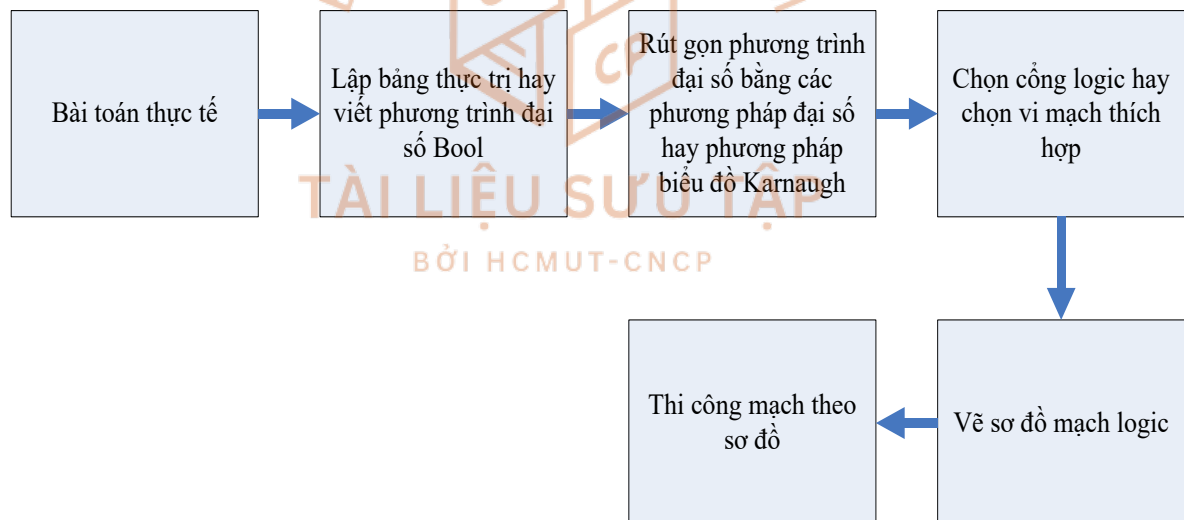 Bài toán thực tế
Lập bảng thực trị hay
viết phương trình đại
số Bool
Rút gọn phương trình
đại số bằng các
phương pháp đại số
hay phương pháp
biểu đồ Karnaugh
Chọn cổng logic hay
chọn vi mạch thích
hợp
CP
TÀI LIỆU SƯU TẬP
BỞI HCMUT-CNCP
Thi công mạch theo
sơ đồ
Vẽ sơ đồ mạch logic